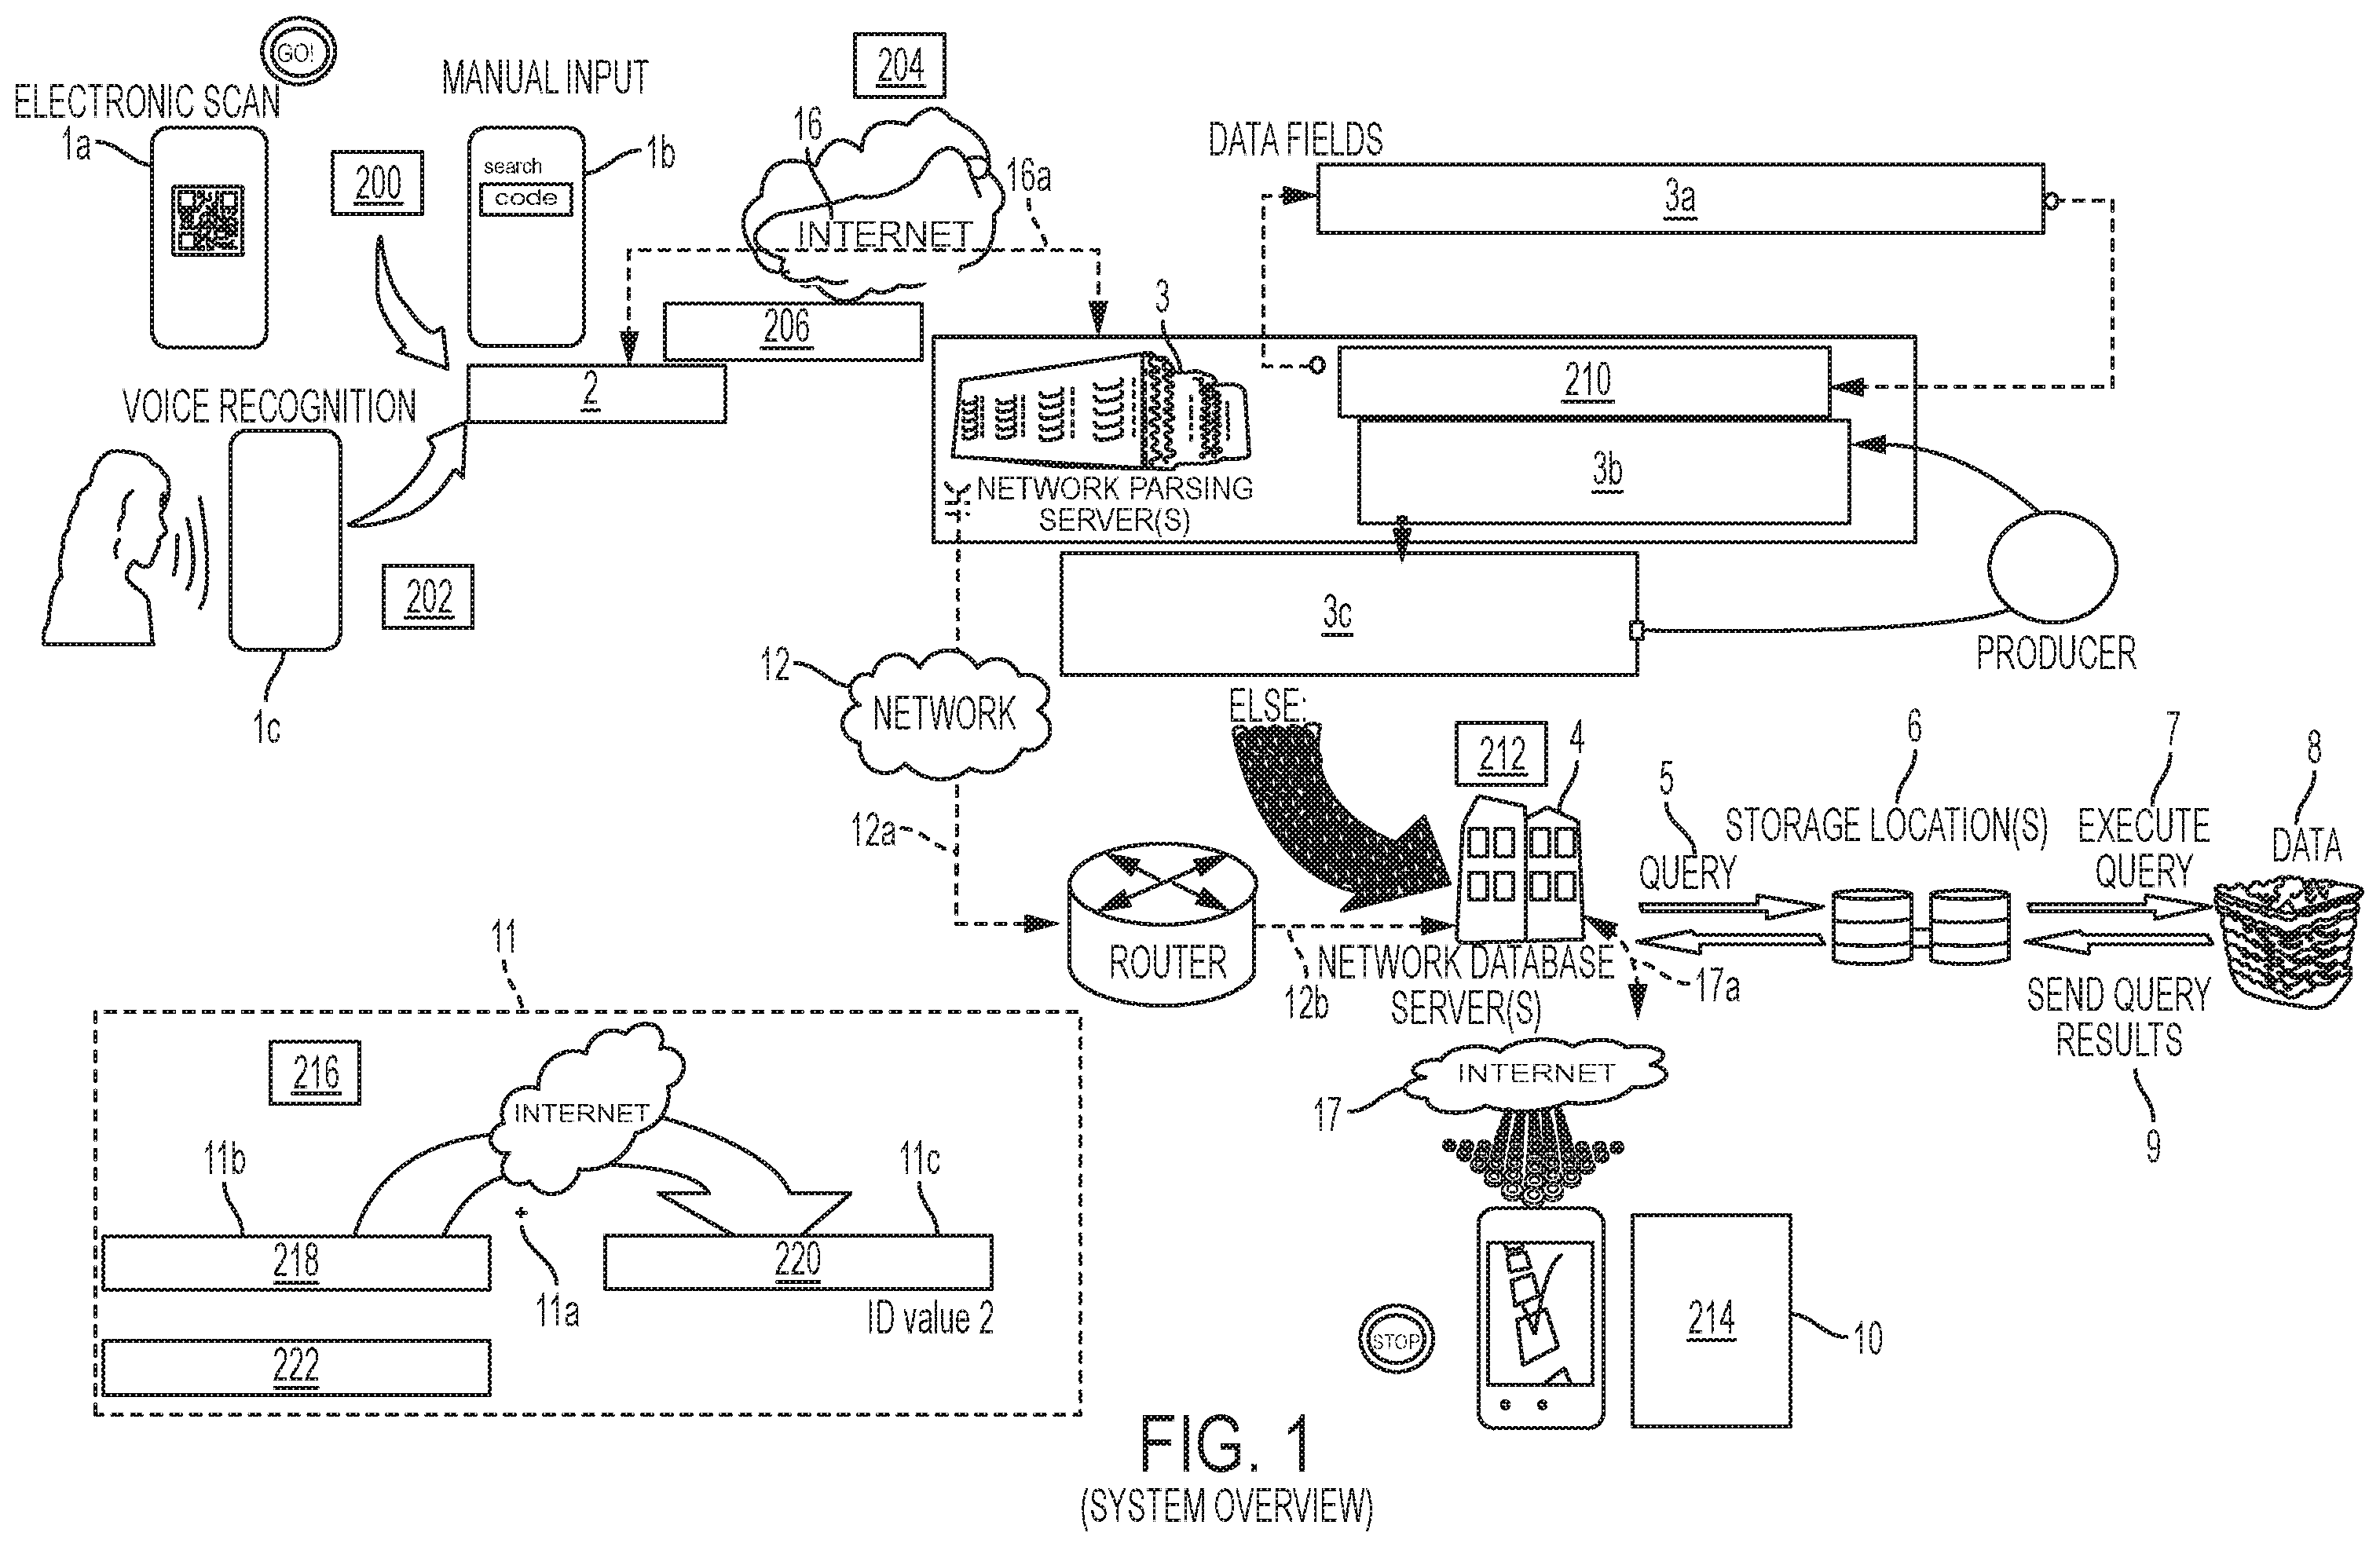 GO!
ELECTRONIC SCAN
1a
200
MANUAL INPUT
search
code
1b
204
16
INTERNET
16a
206
2
VOICE RECOGNITION
202
1c
DATA FIELDS
3a
3
210
3b
NETWORK PARSING
SERVER(S)
3c
PRODUCER
12
NETWORK
12a
ELSE:
212
4
ROUTER
12b
NETWORK DATABASE
SERVER(S)
17a
5
QUERY
6
STORAGE LOCATION(S)
7
EXECUTE
QUERY
8
DATA
SEND QUERY
RESULTS
9
INTERNET
17
STOP
214
10
11
216
INTERNET
11b
218
11a
11c
220
ID value 2
222
FIG. 1
(SYSTEM OVERVIEW)